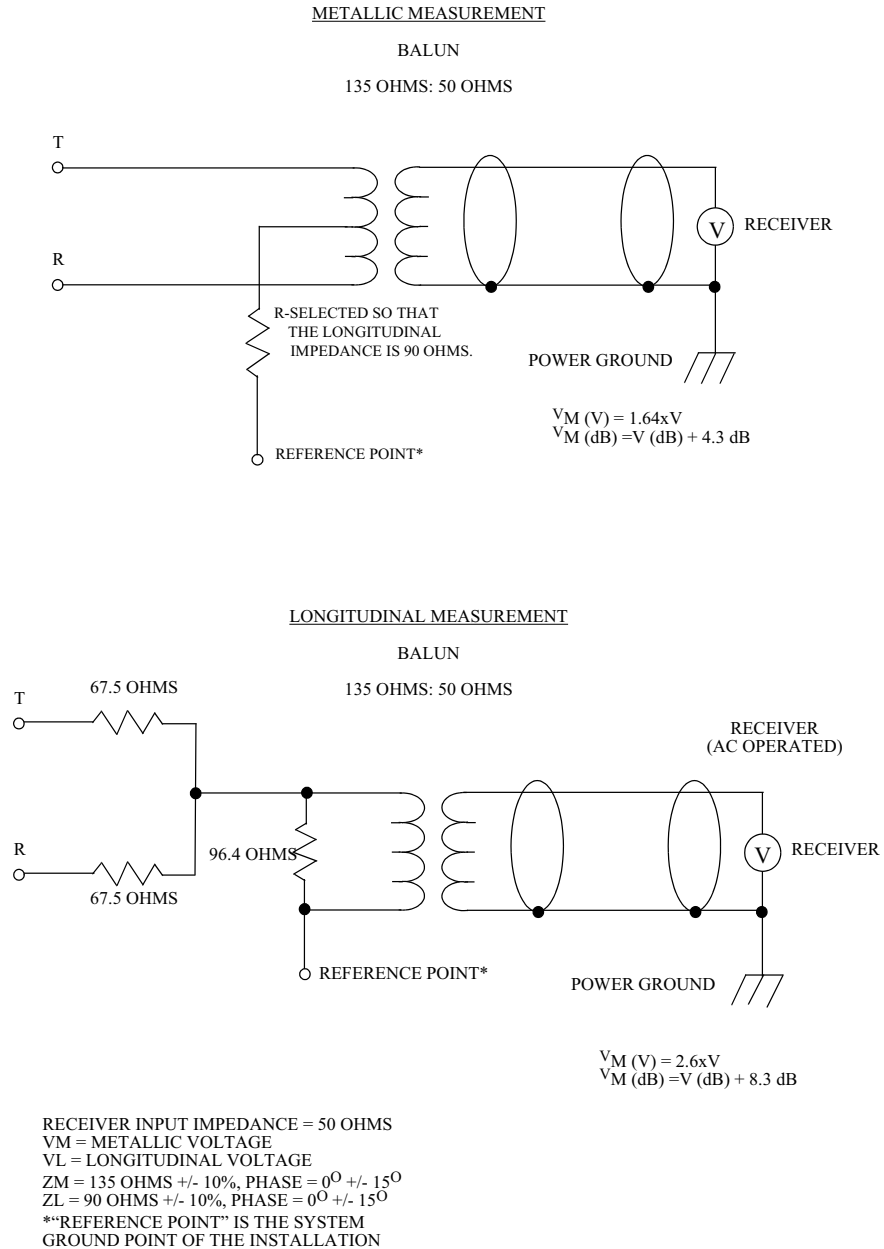 METALLIC MEASUREMENT
BALUN
135 OHMS: 50 OHMS
T
R
V
RECEIVER
R-SELECTED SO THAT
THE LONGITUDINAL
IMPEDANCE IS 90 OHMS.
POWER GROUND
REFERENCE POINT*
VM (V) = 1.64xV
VM (dB) =V (dB) + 4.3 dB
LONGITUDINAL MEASUREMENT
BALUN
135 OHMS: 50 OHMS
67.5 OHMS
T
RECEIVER
(AC OPERATED)
R
96.4 OHMS
V
RECEIVER
67.5 OHMS
REFERENCE POINT*
POWER GROUND
VM (V) = 2.6xV
VM (dB) =V (dB) + 8.3 dB
RECEIVER INPUT IMPEDANCE = 50 OHMS
VM = METALLIC VOLTAGE
VL = LONGITUDINAL VOLTAGE
ZM = 135 OHMS +/- 10%, PHASE = 0O +/- 15O
ZL = 90 OHMS +/- 10%, PHASE = 0O +/- 15O
*“REFERENCE POINT” IS THE SYSTEM
GROUND POINT OF THE INSTALLATION